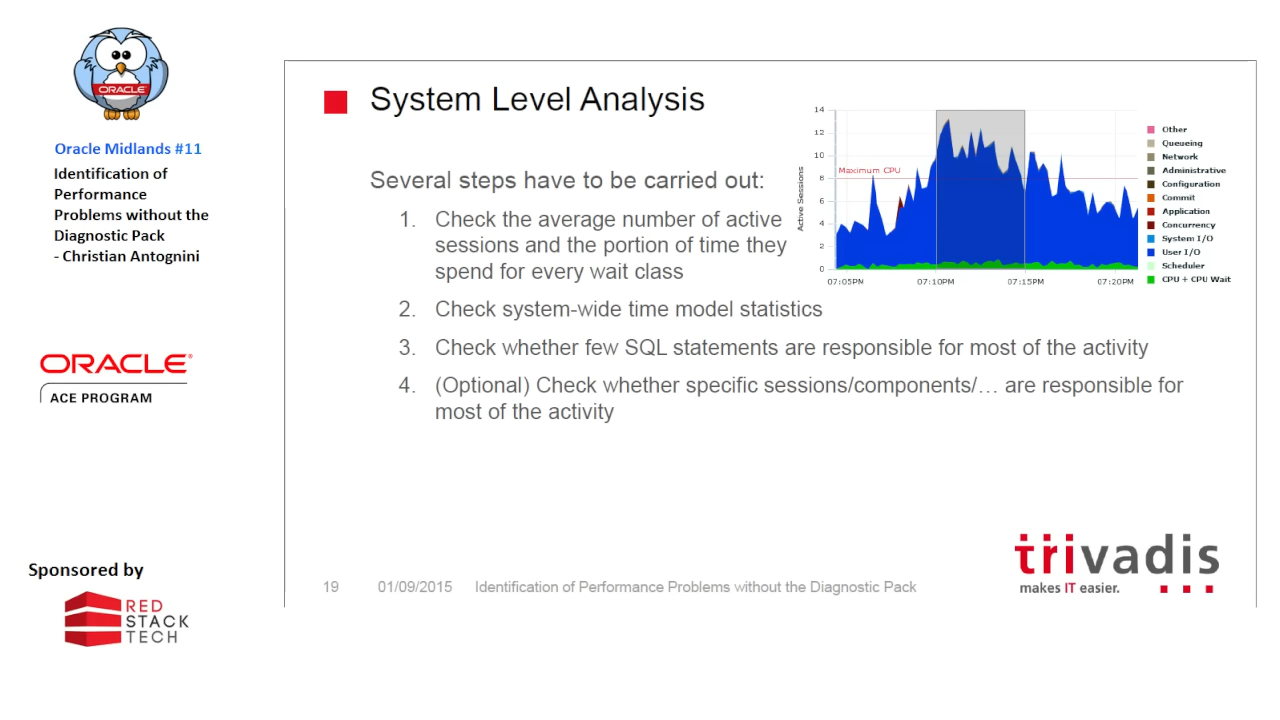 ORACLE
Oracle Midlands #11
Identification of
Performance
Problems without the
Diagnostic Pack
- Christian Antognini
ORACLE®
ACE PROGRAM
Sponsored by
RED
STACK
TECH
System Level Analysis
Several steps have to be carried out:
1. Check the average number of active
sessions and the portion of time they
spend for every wait class
2. Check system-wide time model statistics
3. Check whether few SQL statements are responsible for most of the activity
4. (Optional) Check whether specific sessions/components/… are responsible for
most of the activity
Active Sessions
14
12
10
8
6
4
2
0
Maximum CPU
07:05PM 07:10PM 07:15PM 07:20PM
Other
Queueing
Network
Administrative
Configuration
Commit
Application
Concurrency
System I/O
User I/O
Scheduler
CPU + CPU Wait
19 01/09/2015 Identification of Performance Problems without the Diagnostic Pack
trivadis
makes IT easier.